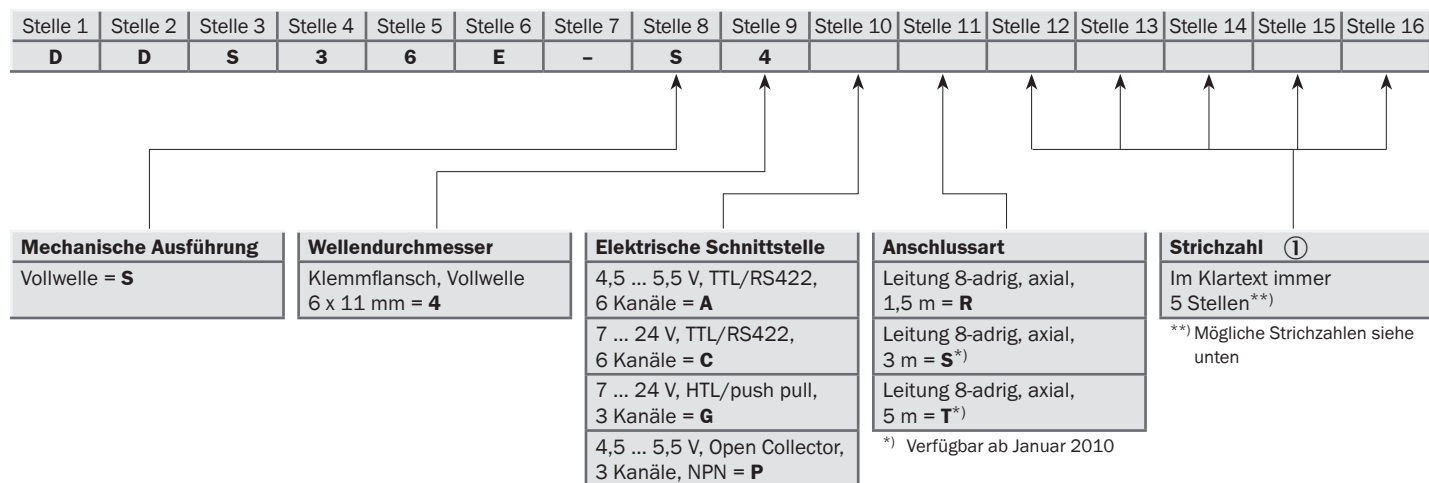 Stelle 1 Stelle 2 Stelle 3 Stelle 4 Stelle 5 Stelle 6 Stelle 7 Stelle 8 Stelle 9 Stelle 10 Stelle 11 Stelle 12 Stelle 13 Stelle 14 Stelle 15 Stelle 16
D D S 3 6 E – S 4
Mechanische Ausführung
Vollwelle = S
Wellendurchmesser
Klemmflansch, Vollwelle
6 x 11 mm = 4
Elektrische Schnittstelle
4,5 ... 5,5 V, TTL/RS422,
6 Kanäle = A
7 ... 24 V, TTL/RS422,
6 Kanäle = C
7 ... 24 V, HTL/push pull,
3 Kanäle = G
4,5 ... 5,5 V, Open Collector,
3 Kanäle, NPN = P
Anschlussart
Leitung 8-adrig, axial,
1,5 m = R
Leitung 8-adrig, axial,
3 m = S*)
Leitung 8-adrig, axial,
5 m = T*)
*) Verfügbar ab Januar 2010
Strichzahl ①
Im Klartext immer
5 Stellen**)
**) Mögliche Strichzahlen siehe
unten